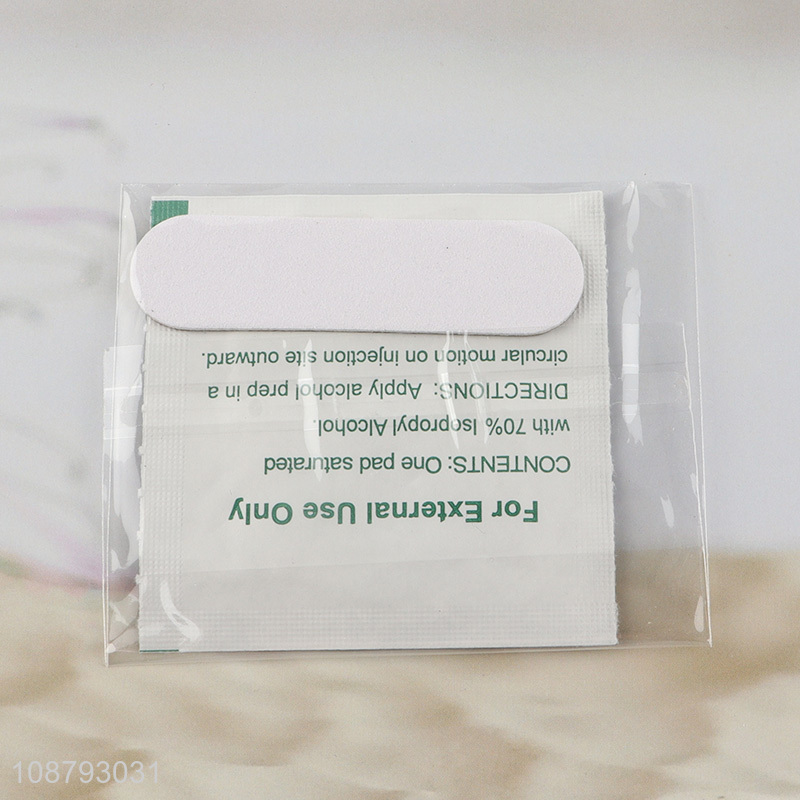 For External Use Only
CONTENTS: One pad saturated
with 70% Isopropyl Alcohol.
DIRECTIONS: Apply alcohol prep in a
circular motion on injection site outward.
108793031